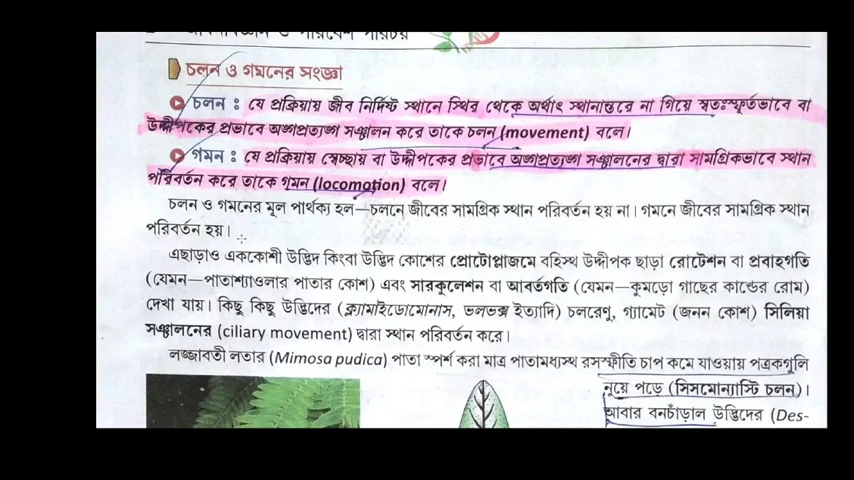 চলন ও গমনের সংজ্ঞা
চলন : যে প্রক্রিয়ায় জীব নির্দিষ্ট স্থানে স্থির থেকে অর্থাৎ স্থানান্তরে না গিয়ে স্বতঃস্ফূর্তভাবে বা
উদ্দীপকের প্রভাবে অঙ্গপ্রত্যঙ্গ সঞ্চালন করে তাকে চলন (movement) বলে।
গমন : যে প্রক্রিয়ায় স্বেচ্ছায় বা উদ্দীপকের প্রভাবে অঙ্গপ্রত্যঙ্গ সঞ্চালনের দ্বারা সামগ্রিকভাবে স্থান
পরিবর্তন করে তাকে গমন (locomotion) বলে।
চলন ও গমনের মূল পার্থক্য হল—চলনে জীবের সামগ্রিক স্থান পরিবর্তন হয় না। গমনে জীবের সামগ্রিক স্থান
পরিবর্তন হয়।
এছাড়াও এককোশী উদ্ভিদ কিংবা উদ্ভিদ কোশের প্রোটোপ্লাজমে বহিস্থ উদ্দীপক ছাড়া রোটেশন বা প্রবাহগতি
(যেমন—পাতাশ্যাওলার পাতার কোশ) এবং সারকুলেশন বা আবর্তগতি (যেমন—কুমড়ো গাছের কাণ্ডের রোম)
দেখা যায়। কিছু কিছু উদ্ভিদের (ক্ল্যামাইডোমোনাস, ভলভক্স ইত্যাদি) চলরেণু, গ্যামেট (জনন কোশ) সিলিয়া
সঞ্চালনের (ciliary movement) দ্বারা স্থান পরিবর্তন করে।
লজ্জাবতী লতার (Mimosa pudica) পাতা স্পর্শ করা মাত্র পাতামধ্যস্থ রসস্ফীতি চাপ কমে যাওয়ায় পত্রকগুলি
নুয়ে পড়ে (সিসমোন্যাস্টি চলন)।
আবার বনচাঁড়াল উদ্ভিদের (Des-